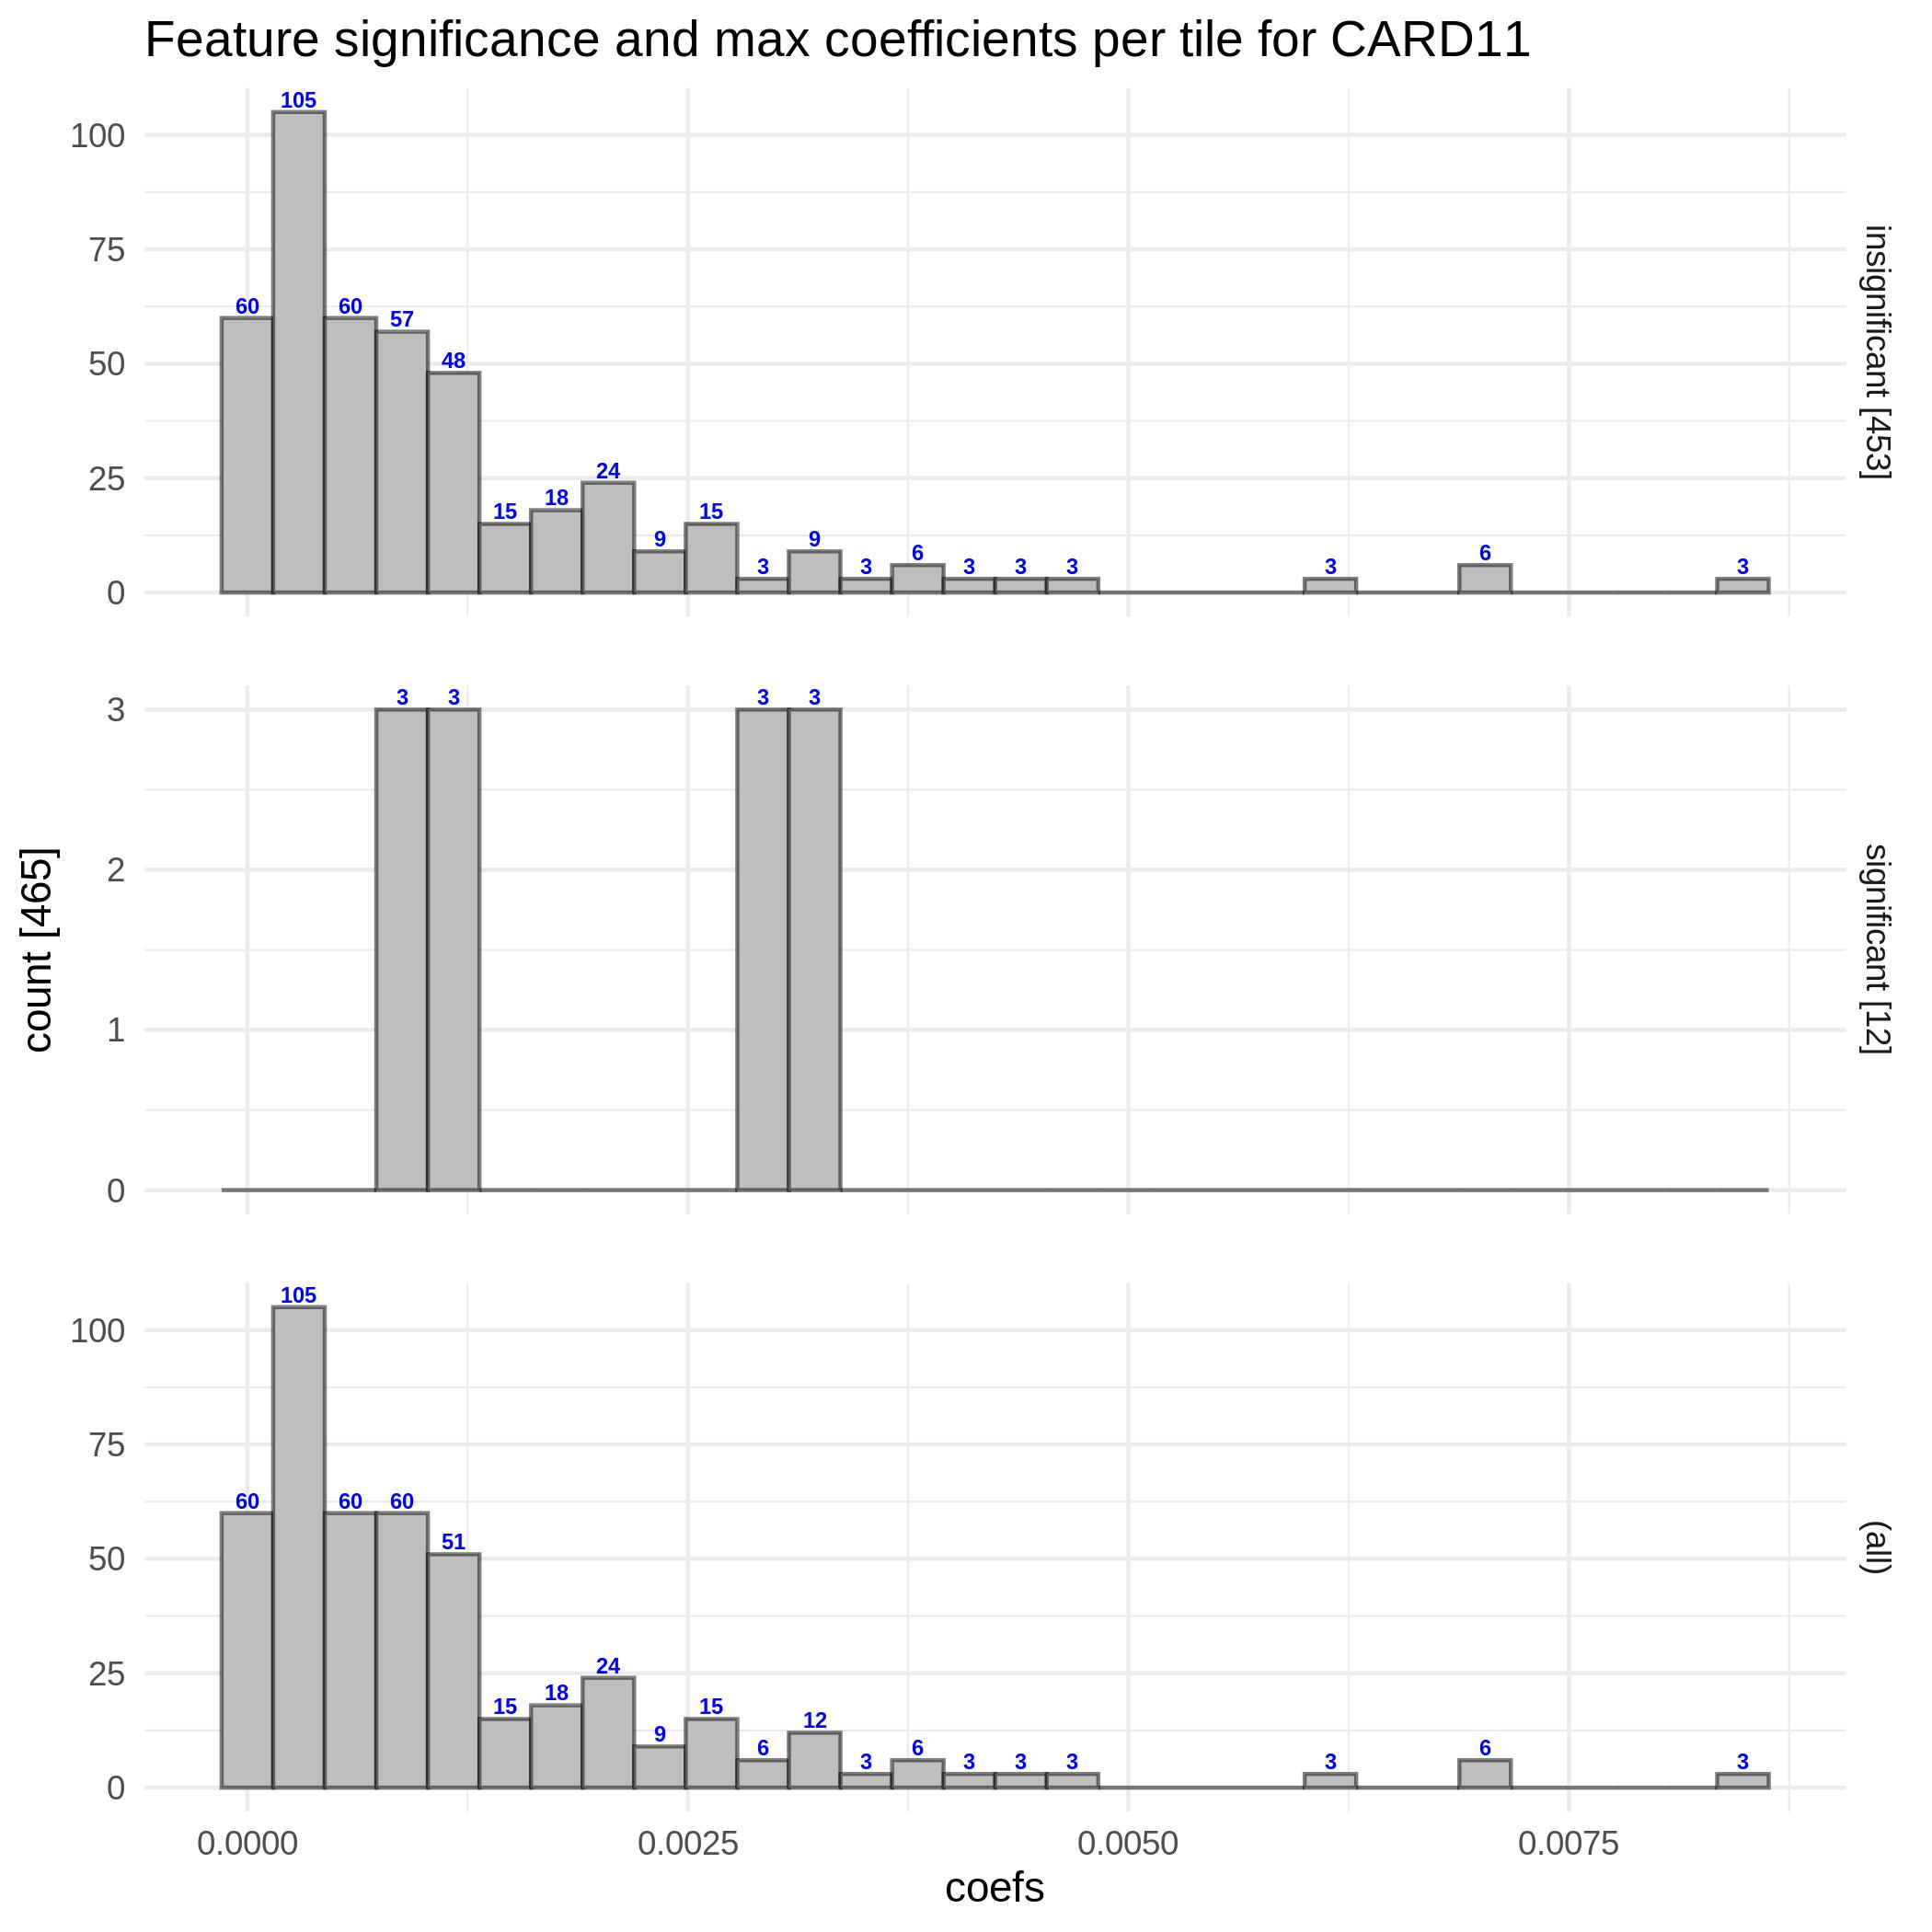 Feature significance and max coefficients per tile for CARD11
105
100
75
60 60 57
50
48
25
15 18 24 9 15 3 9 3 6 3 3 3 3 6 3
0
insignificant [453]
3 3 3 3
3
2
1
0
count [465]
significant [12]
105
100
75
60 60 60
50
51
25
15 18 24 9 15 6 12 3 6 3 3 3 3 6 3
0
(all)
0.0000 0.0025 0.0050 0.0075
coefs